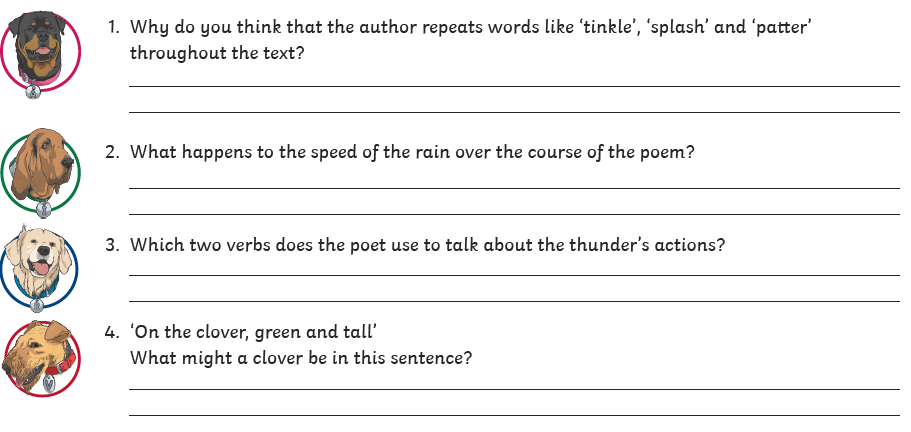 1. Why do you think that the author repeats words like ‘tinkle’, ‘splash’ and ‘patter’
throughout the text?
2. What happens to the speed of the rain over the course of the poem?
3. Which two verbs does the poet use to talk about the thunder’s actions?
4. ‘On the clover, green and tall’
What might a clover be in this sentence?